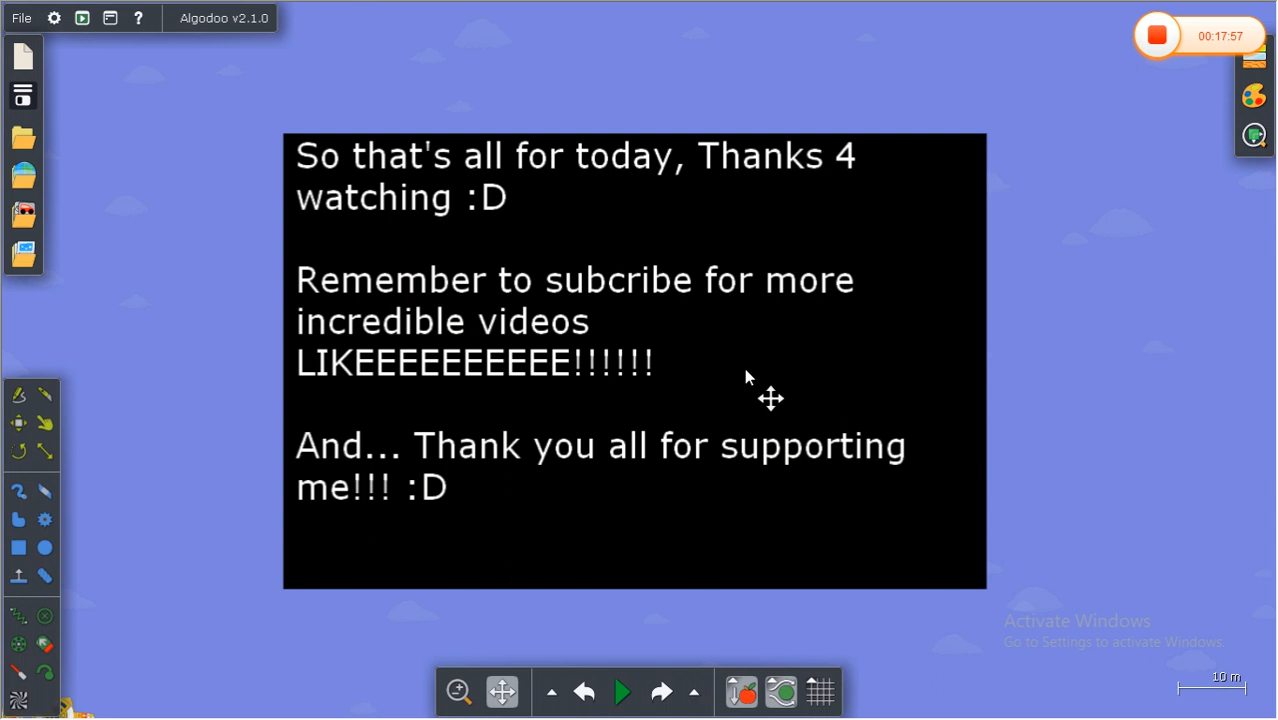 File ? Algodoo v2.1.0
00:17:57
So that's all for today, Thanks 4
watching :D
Remember to subcribe for more
incredible videos
LIKEEEEEEEEEE!!!!!!
And... Thank you all for supporting
me!!! :D
Activate Windows
Go to Settings to activate Windows.
10 m